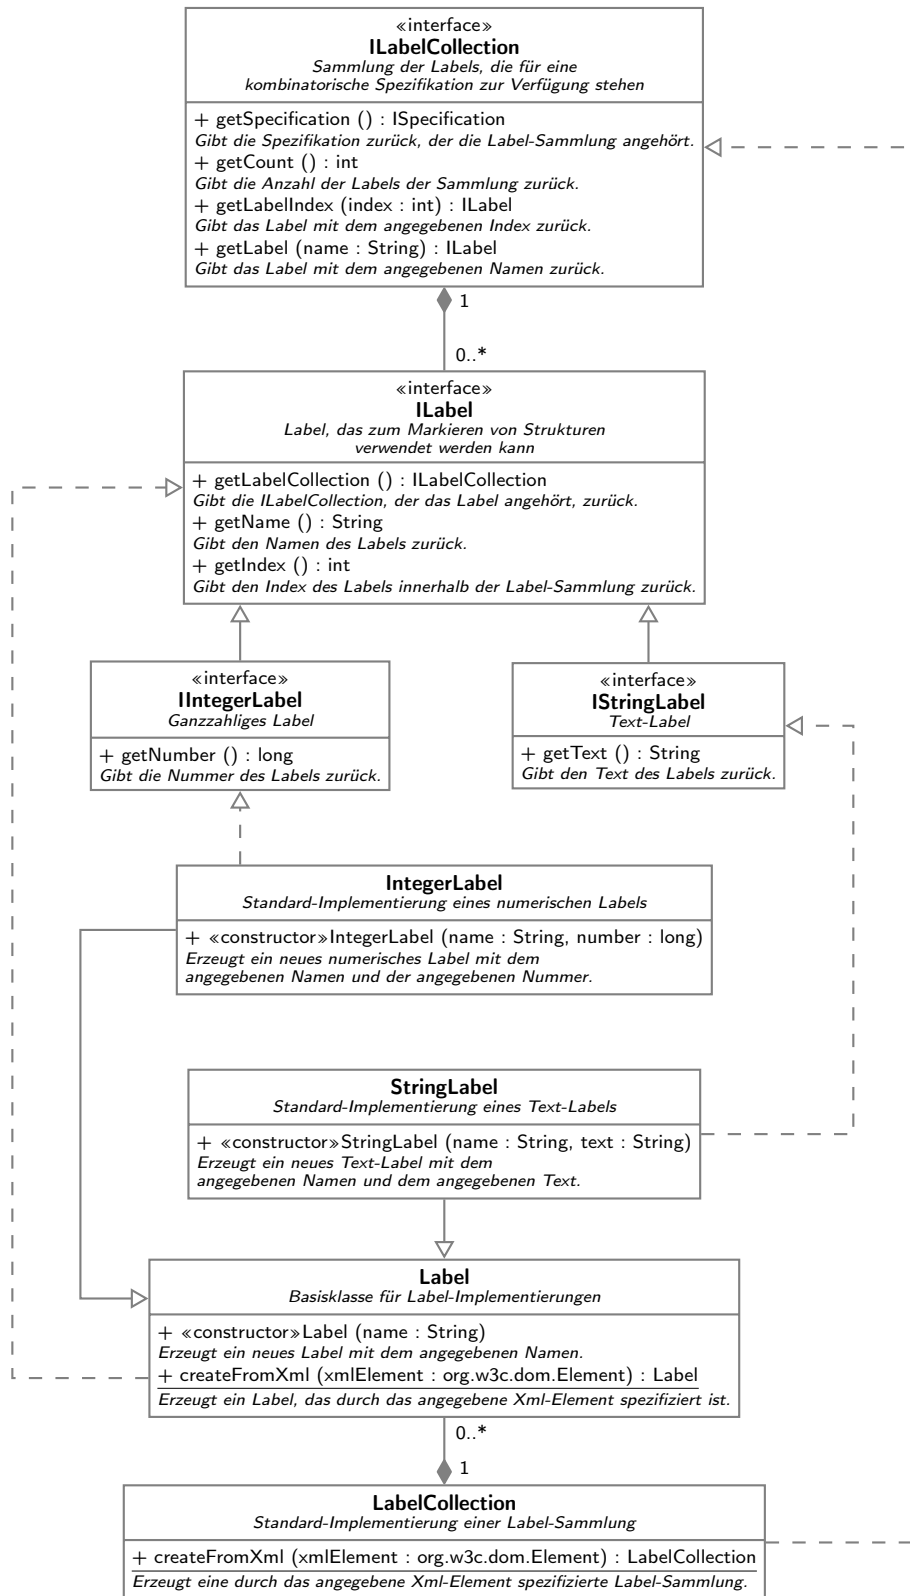 «interface»
ILabelCollection
Sammlung der Labels, die für eine
kombinatorische Spezifikation zur Verfügung stehen
+ getSpecification () : ISpecification
Gibt die Spezifikation zurück, der die Label-Sammlung angehört.
+ getCount () : int
Gibt die Anzahl der Labels der Sammlung zurück.
+ getLabelIndex (index : int) : ILabel
Gibt das Label mit dem angegebenen Index zurück.
+ getLabel (name : String) : ILabel
Gibt das Label mit dem angegebenen Namen zurück.
1
0..*
«interface»
ILabel
Label, das zum Markieren von Strukturen
verwendet werden kann
+ getLabelCollection () : ILabelCollection
Gibt die ILabelCollection, der das Label angehört, zurück.
+ getName () : String
Gibt den Namen des Labels zurück.
+ getIndex () : int
Gibt den Index des Labels innerhalb der Label-Sammlung zurück.
«interface»
IIntegerLabel
Ganzzahliges Label
+ getNumber () : long
Gibt die Nummer des Labels zurück.
«interface»
IStringLabel
Text-Label
+ getText () : String
Gibt den Text des Labels zurück.
IntegerLabel
Standard-Implementierung eines numerischen Labels
+ «constructor»IntegerLabel (name : String, number : long)
Erzeugt ein neues numerisches Label mit dem
angegebenen Namen und der angegebenen Nummer.
StringLabel
Standard-Implementierung eines Text-Labels
+ «constructor»StringLabel (name : String, text : String)
Erzeugt ein neues Text-Label mit dem
angegebenen Namen und dem angegebenen Text.
Label
Basisklasse für Label-Implementierungen
+ «constructor»Label (name : String)
Erzeugt ein neues Label mit dem angegebenen Namen.
+ createFromXml (xmlElement : org.w3c.dom.Element) : Label
Erzeugt ein Label, das durch das angegebene Xml-Element spezifiziert ist.
0..*
1
LabelCollection
Standard-Implementierung einer Label-Sammlung
+ createFromXml (xmlElement : org.w3c.dom.Element) : LabelCollection
Erzeugt eine durch das angegebene Xml-Element spezifizierte Label-Sammlung.